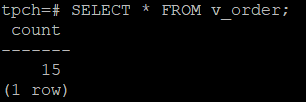 tpch=# SELECT * FROM v_order;
count
-------
15
(1 row)